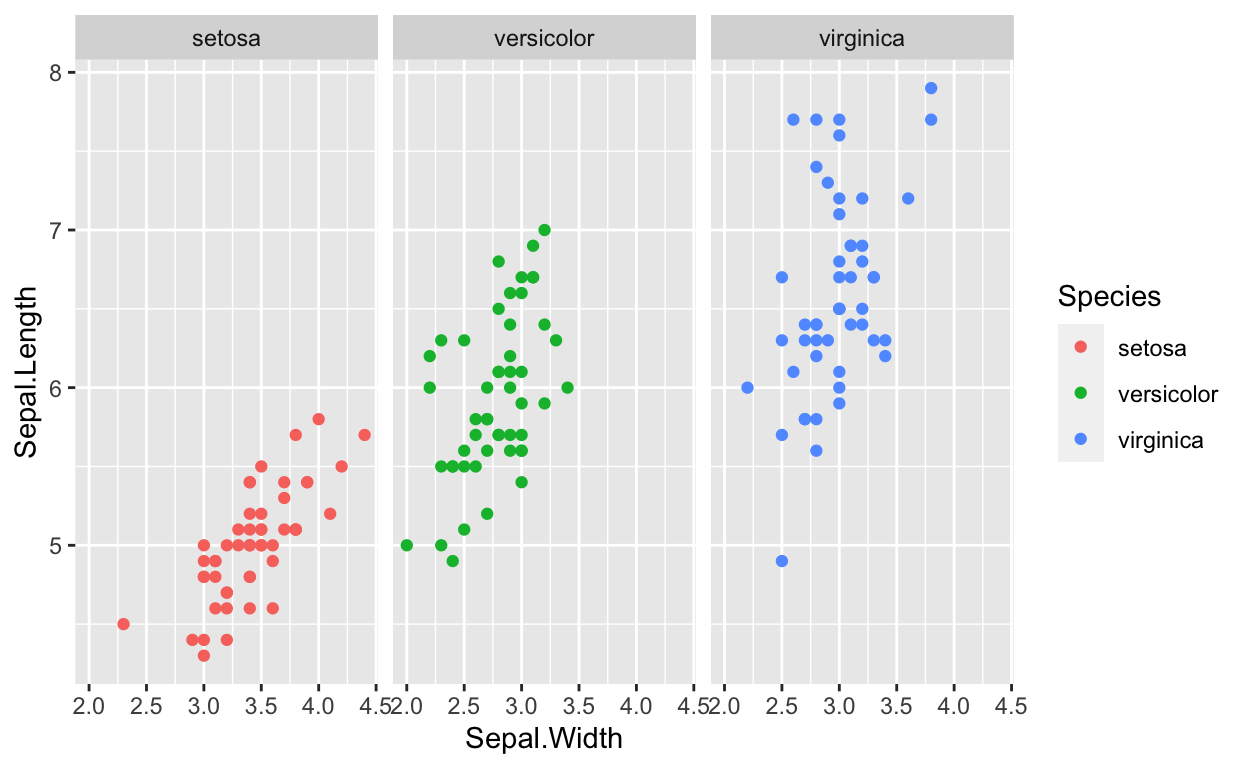 setosa versicolor virginica
8
7
6
5
Sepal.Length
2.0 2.5 3.0 3.5 4.0 4.5 2.0 2.5 3.0 3.5 4.0 4.5 2.0 2.5 3.0 3.5 4.0 4.5
Sepal.Width
Species
setosa
versicolor
virginica